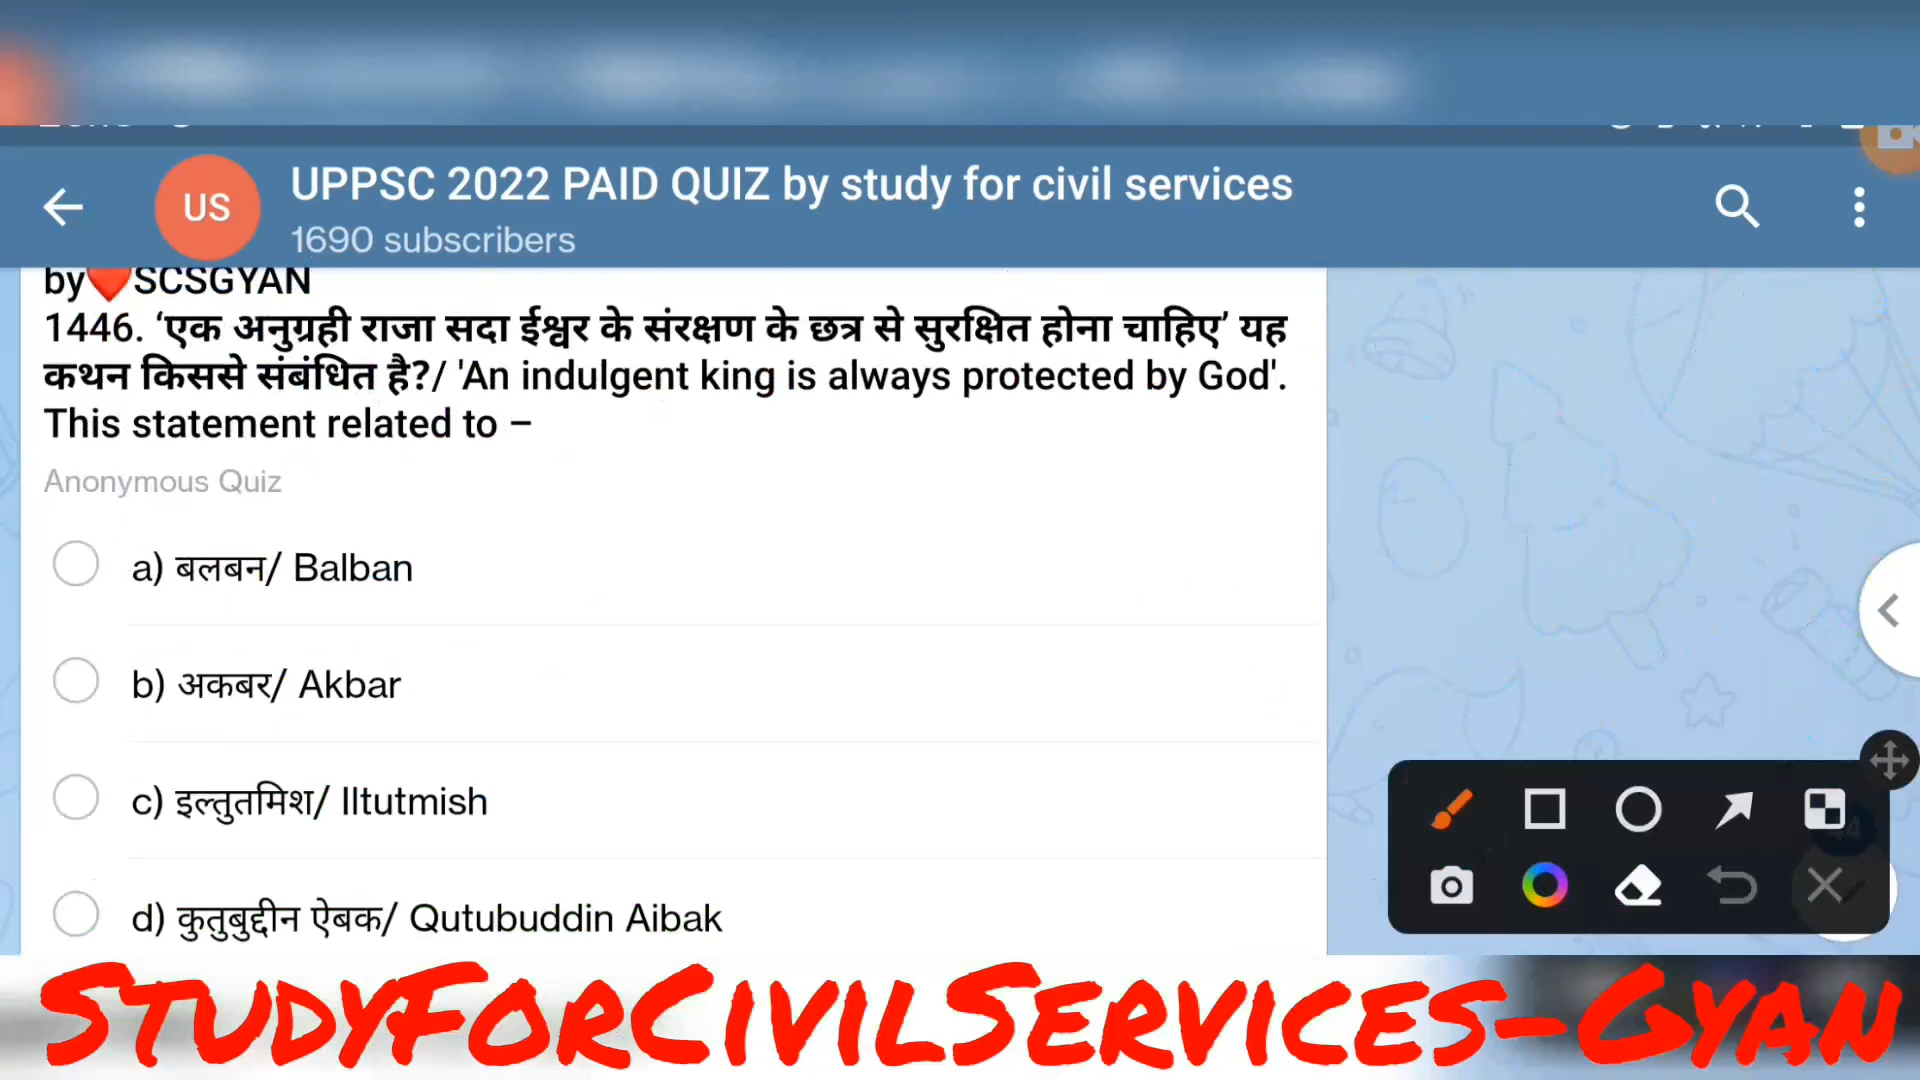 UPPSC 2022 PAID QUIZ by study for civil services
US
1690 subscribers
by❤️SCSGYAN
1446. ‘एक अनुग्रही राजा सदा ईश्वर के संरक्षण के छत्र से सुरक्षित होना चाहिए’ यह
कथन किससे संबंधित है?/ 'An indulgent king is always protected by God'.
This statement related to –
Anonymous Quiz
a) बलबन/ Balban
b) अकबर/ Akbar
c) इल्तुतमिश/ Iltutmish
d) कुतुबुद्दीन ऐबक/ Qutubuddin Aibak
StudyForCivilServices-Gyan